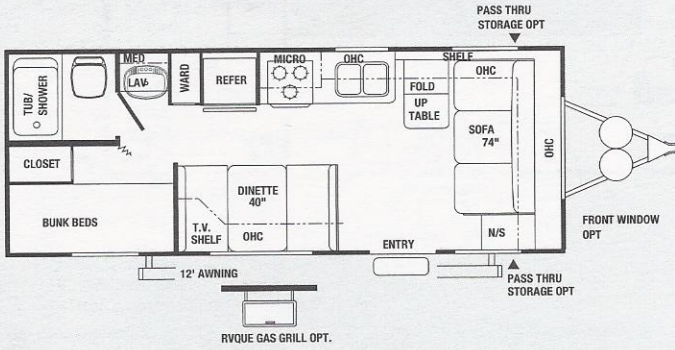 PASS THRU
STORAGE OPT
MED
LAV
TUB/
SHOWER
WARD
REFER
MICRO
OHC
SHELF
OHC
FOLD
UP
TABLE
SOFA
74"
OHC
CLOSET
BUNK BEDS
DINETTE
40"
T.V.
SHELF
OHC
N/S
ENTRY
FRONT WINDOW
OPT
12' AWNING
PASS THRU
STORAGE OPT
RVQUE GAS GRILL OPT.